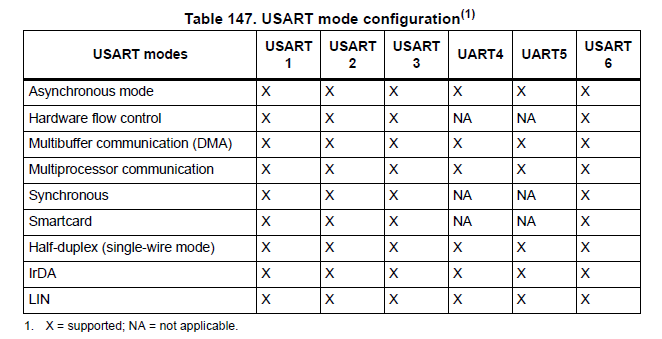 Table 147. USART mode configuration(1)
USART modes USART 1 USART 2 USART 3 UART4 UART5 USART 6
Asynchronous mode X X X X X X
Hardware flow control X X X NA NA X
Multibuffer communication (DMA) X X X X X X
Multiprocessor communication X X X X X X
Synchronous X X X NA NA X
Smartcard X X X NA NA X
Half-duplex (single-wire mode) X X X X X X
IrDA X X X X X X
LIN X X X X X X
1. X = supported; NA = not applicable.